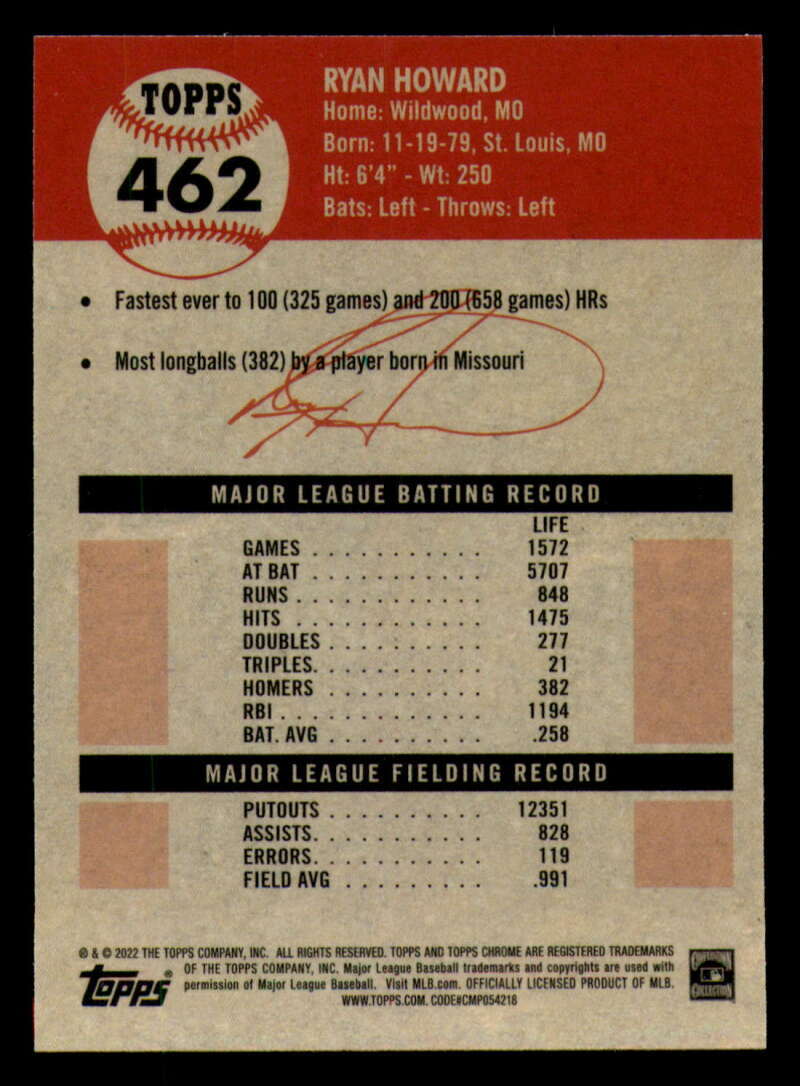 TOPPS
462
RYAN HOWARD
Home: Wildwood, MO
Born: 11-19-79, St. Louis, MO
Ht: 6'4" - Wt: 250
Bats: Left - Throws: Left
• Fastest ever to 100 (325 games) and 200 (658 games) HRs
• Most longballs (382) by a player born in Missouri
MAJOR LEAGUE BATTING RECORD
LIFE
GAMES . . . . . . . . . . . 1572
AT BAT . . . . . . . . . . . 5707
RUNS . . . . . . . . . . . . 848
HITS . . . . . . . . . . . . 1475
DOUBLES . . . . . . . . . . 277
TRIPLES. . . . . . . . . . . 21
HOMERS . . . . . . . . . . 382
RBI . . . . . . . . . . . . . 1194
BAT. AVG . . . . . . . . . . .258
MAJOR LEAGUE FIELDING RECORD
PUTOUTS . . . . . . . . . . 12351
ASSISTS. . . . . . . . . . . 828
ERRORS. . . . . . . . . . . 119
FIELD AVG . . . . . . . . . .991
® & © 2022 THE TOPPS COMPANY, INC. ALL RIGHTS RESERVED. TOPPS AND TOPPS CHROME ARE REGISTERED TRADEMARKS
OF THE TOPPS COMPANY, INC. Major League Baseball trademarks and copyrights are used with
permission of Major League Baseball. Visit MLB.com. OFFICIALLY LICENSED PRODUCT OF MLB.
WWW.TOPPS.COM. CODE#CMP054218
topps®
COOPERSTOWN
COLLECTION